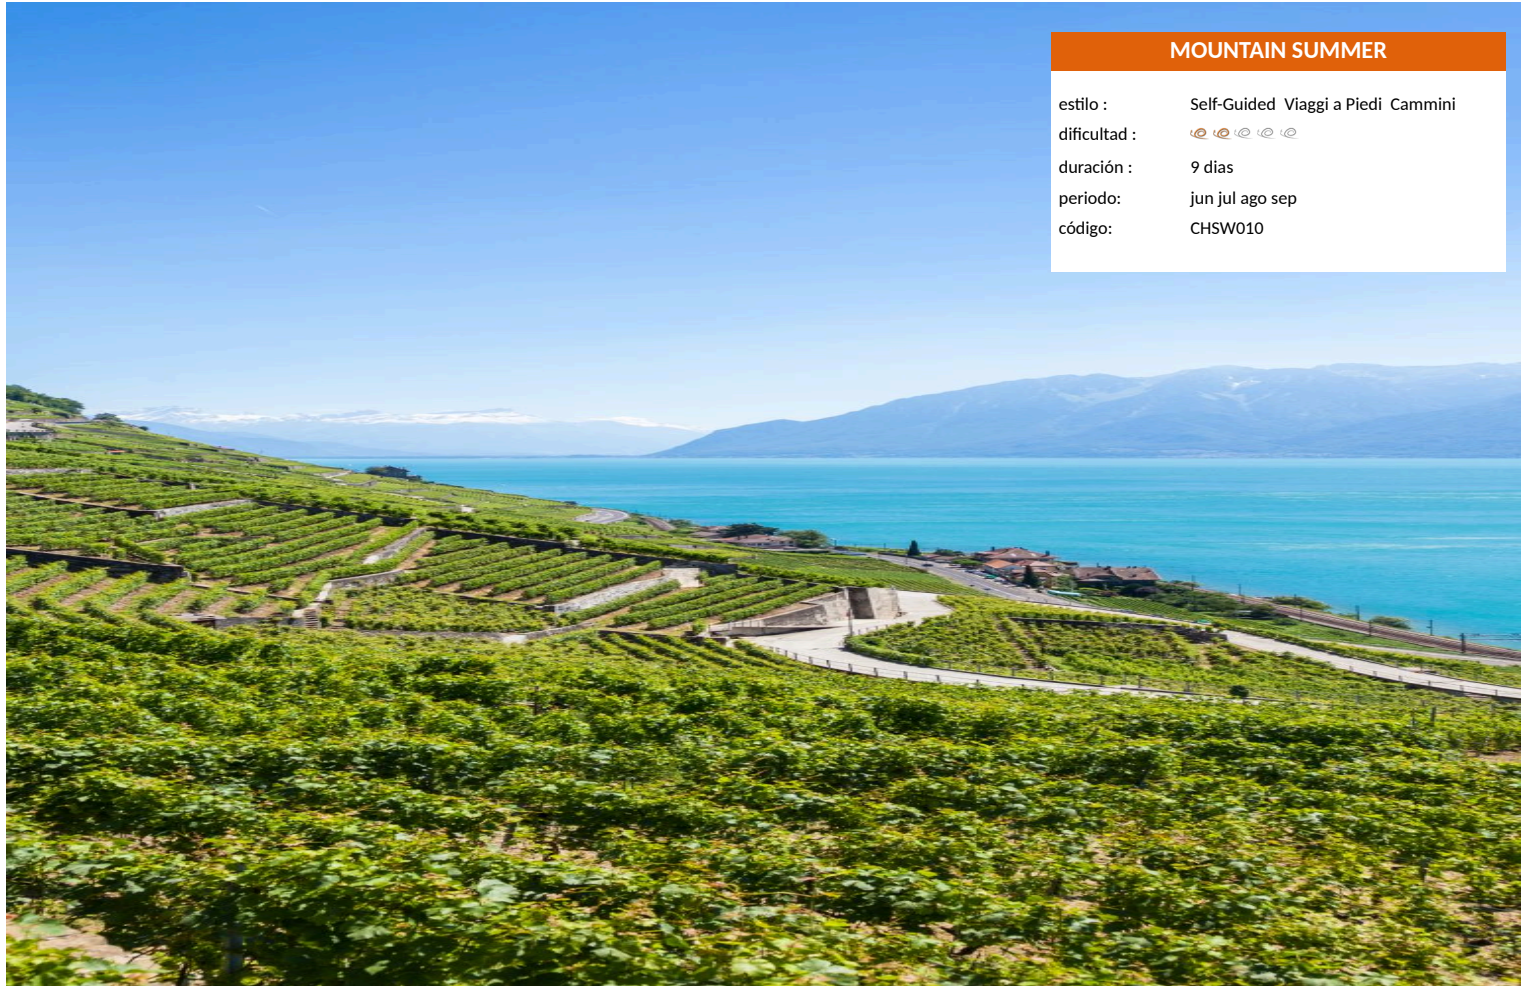 MOUNTAIN SUMMER
estilo : Self-Guided Viaggi a Piedi Cammini
dificultad :
duración : 9 dias
periodo: jun jul ago sep
código: CHSW010